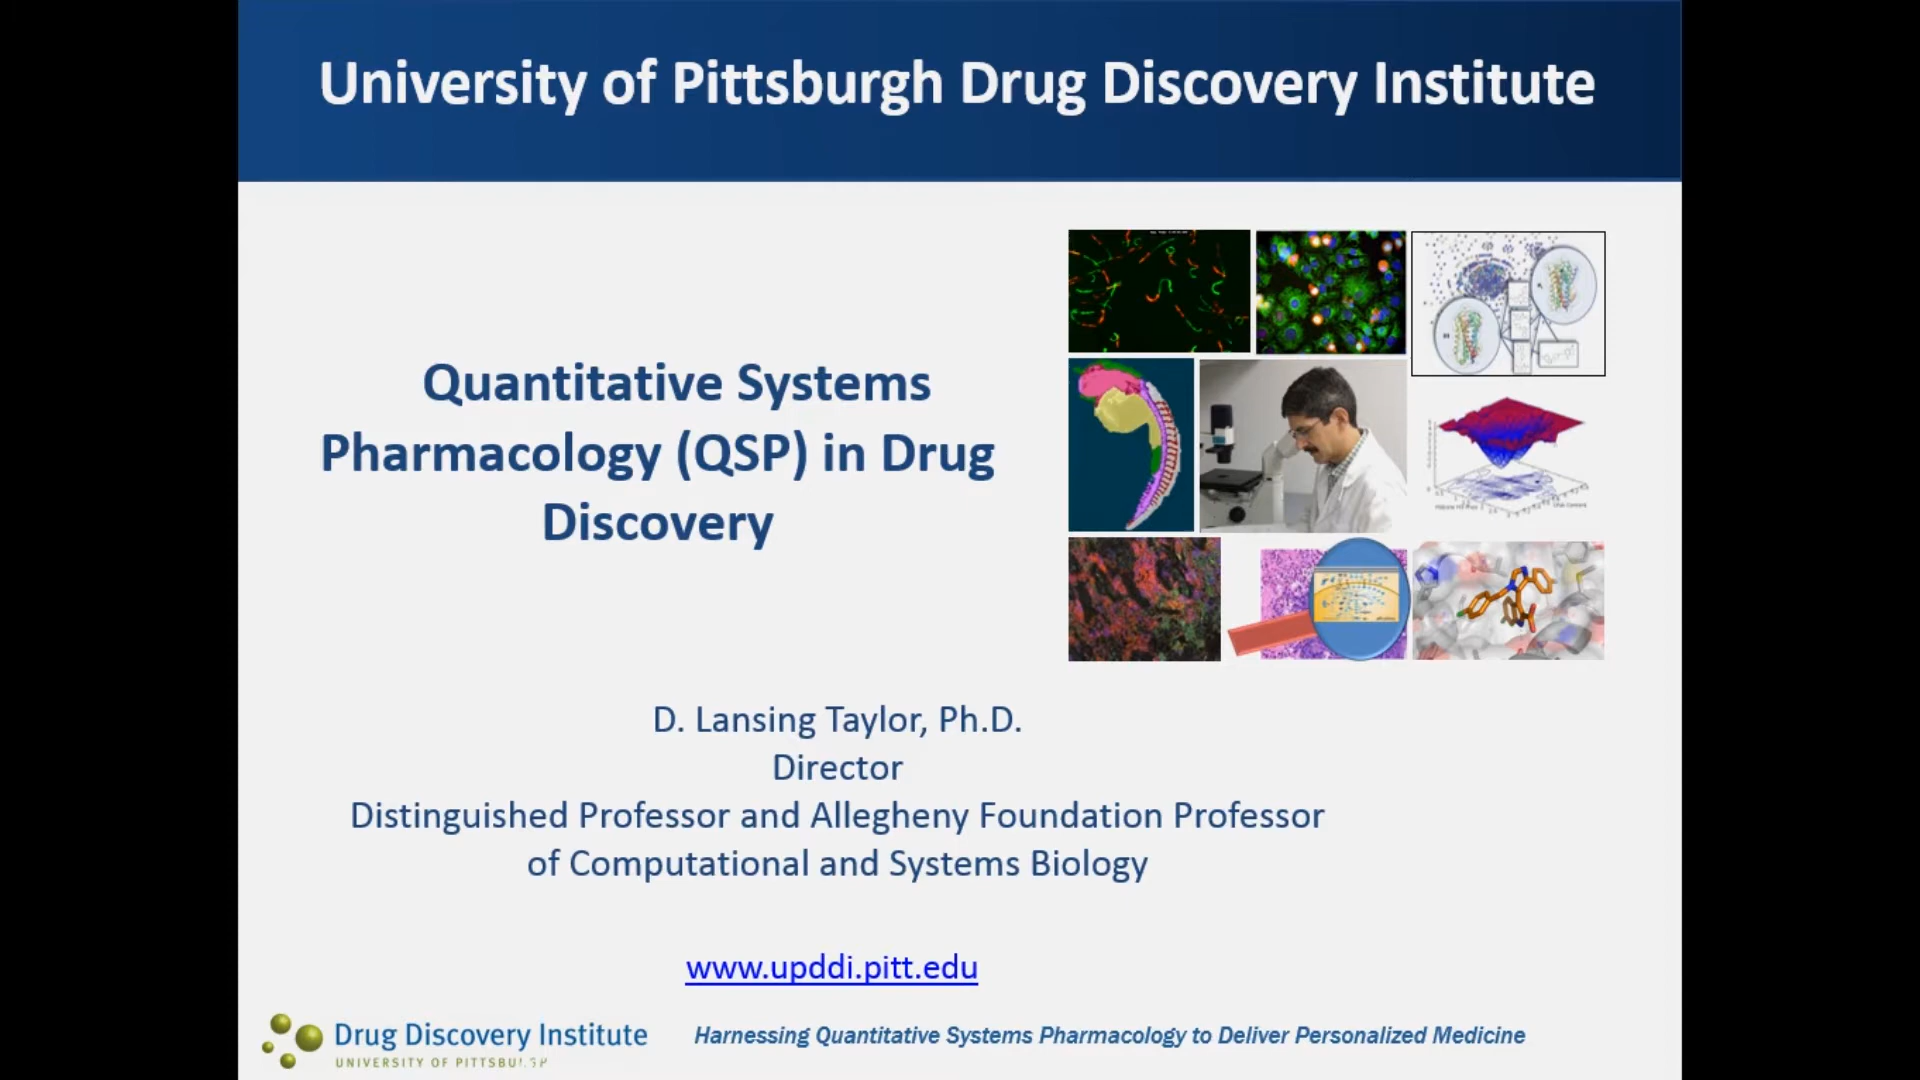 University of Pittsburgh Drug Discovery Institute
Quantitative Systems
Pharmacology (QSP) in Drug
Discovery
D. Lansing Taylor, Ph.D.
Director
Distinguished Professor and Allegheny Foundation Professor
of Computational and Systems Biology
www.upddi.pitt.edu
Drug Discovery Institute
UNIVERSITY OF
Harnessing Quantitative Systems Pharmacology to Deliver Personalized Medicine